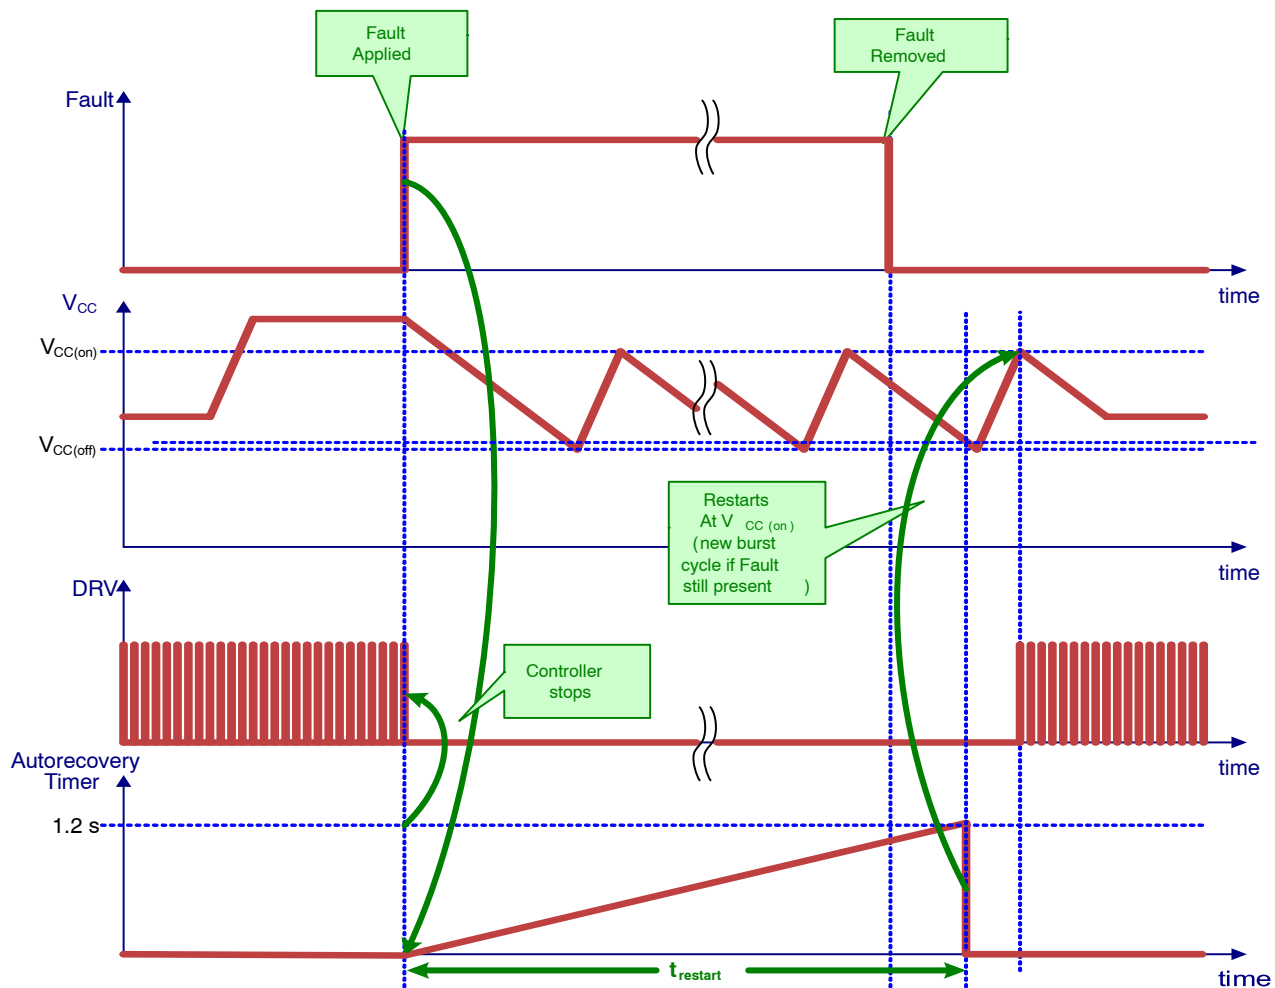 Fault
Applied
Fault
Removed
Fault
time
VCC
VCC(on)
VCC(off)
Restarts
At V CC (on)
(new burst
cycle if Fault
still present )
time
DRV
Controller
stops
time
Autorecovery
Timer
1.2 s
trestart
time